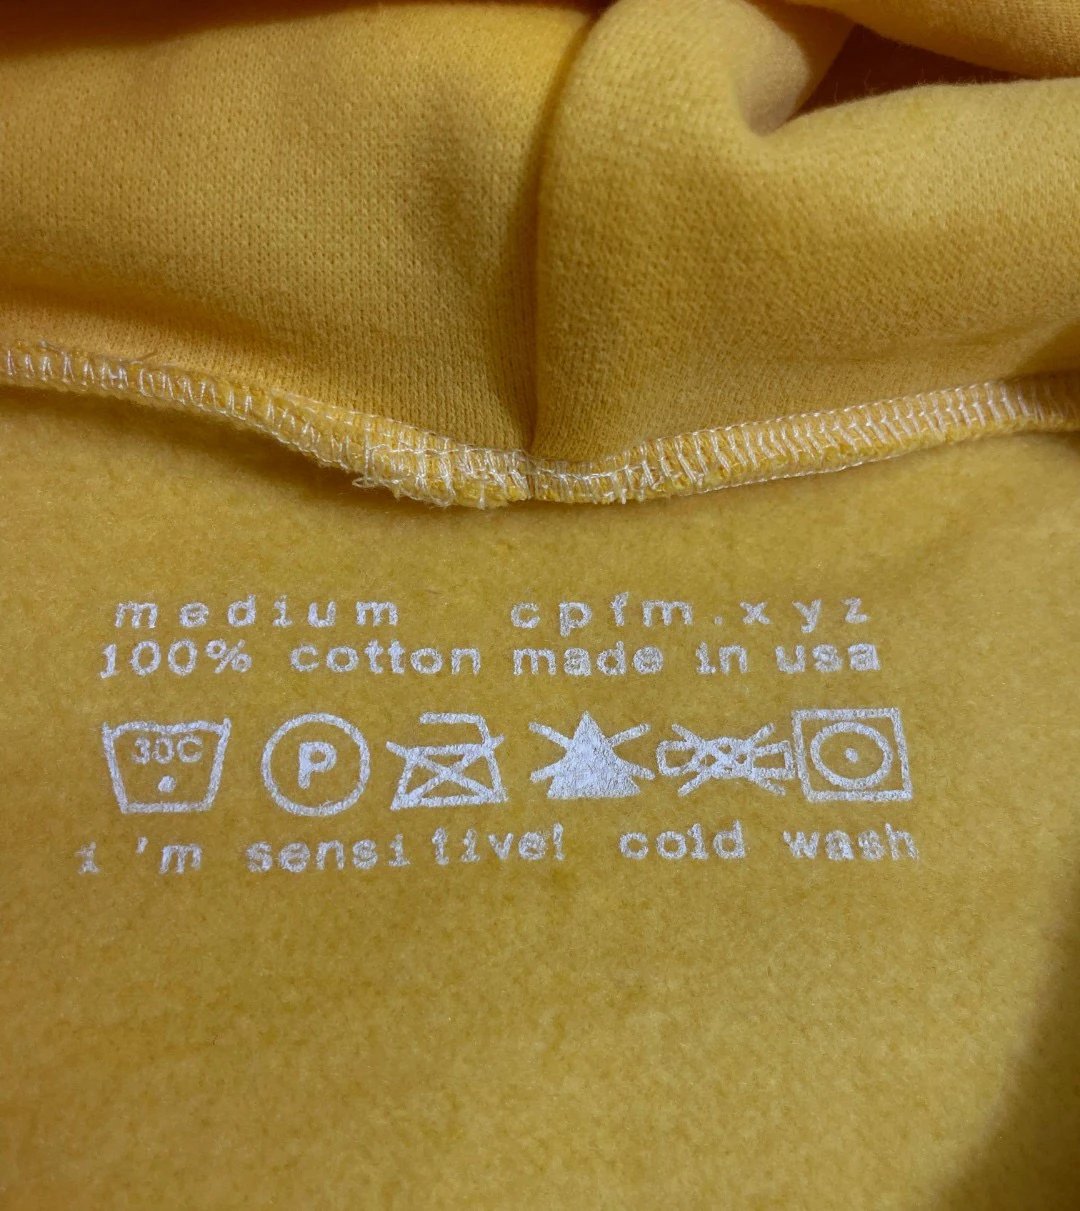 medium cpfm.xyz
100% cotton made in usa
30C P
i'm sensitive! cold wash